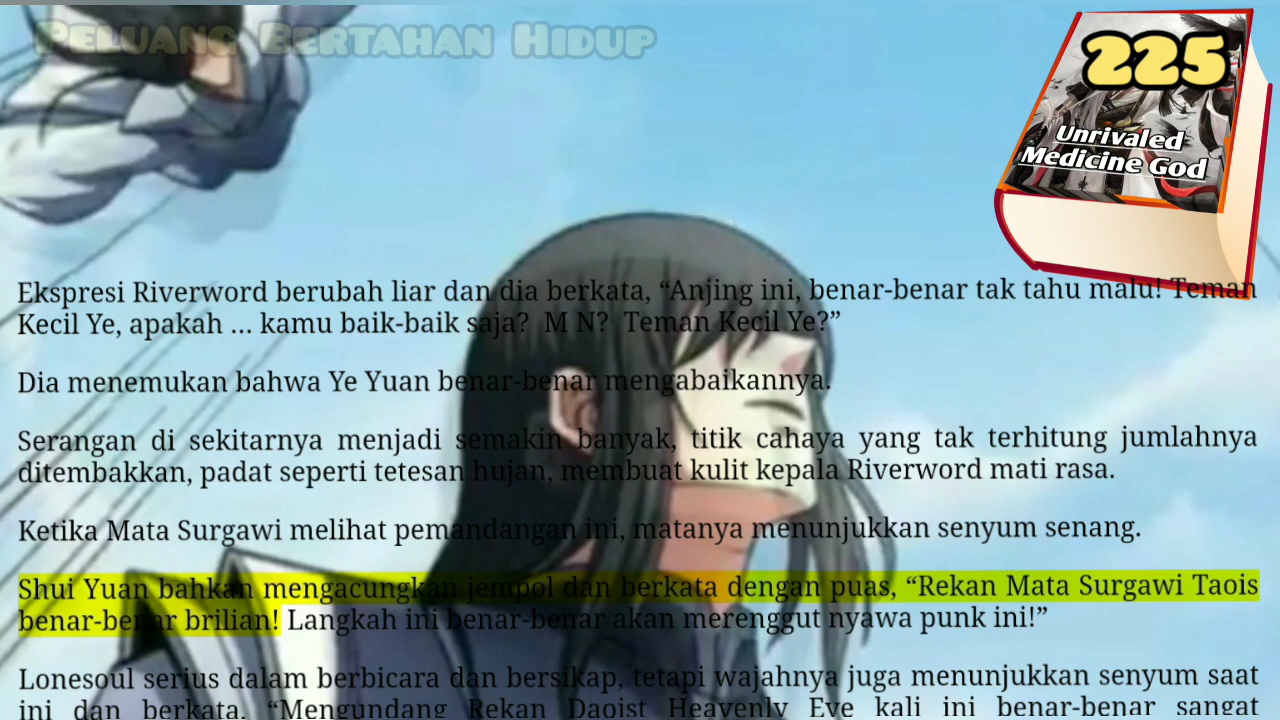 Peluang Bertahan Hidup
225
Unrivaled
Medicine God
Ekspresi Riverword berubah liar dan dia berkata, “Anjing ini, benar-benar tak tahu malu! Teman
Kecil Ye, apakah ... kamu baik-baik saja? M N? Teman Kecil Ye?”
Dia menemukan bahwa Ye Yuan benar-benar mengabaikannya.
Serangan di sekitarnya menjadi semakin banyak, titik cahaya yang tak terhitung jumlahnya
ditembakkan, padat seperti tetesan hujan, membuat kulit kepala Riverword mati rasa.
Ketika Mata Surgawi melihat pemandangan ini, matanya menunjukkan senyum senang.
Shui Yuan bahkan mengacungkan jempol dan berkata dengan puas, “Rekan Mata Surgawi Taois
benar-benar brilian! Langkah ini benar-benar akan merenggut nyawa punk ini!”
Lonesoul serius dalam berbicara dan bersikap, tetapi wajahnya juga menunjukkan senyum saat
ini dan berkata, “Mengundang Rekan Daoist Heavenly Eye kali ini benar-benar sangat